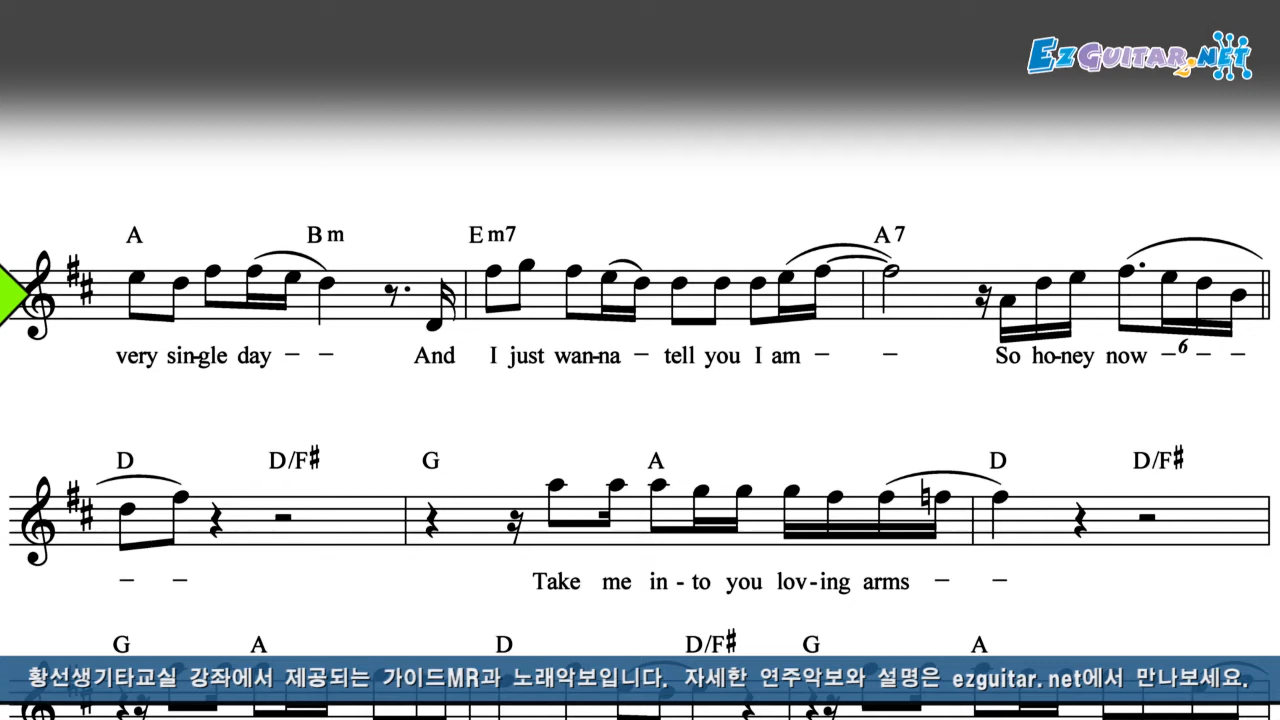 EzGuitar.net
A Bm Em7 A7
very sin-gle day – – And I just wan-na – tell you I am – – So ho-ney now – – –
6
D D/F# G A D D/F#
– – Take me in - to you lov-ing arms – –
G A D D/F# G A
황선생기타교실 강좌에서 제공되는 가이드MR과 노래악보입니다. 자세한 연주악보와 설명은 ezguitar.net에서 만나보세요.